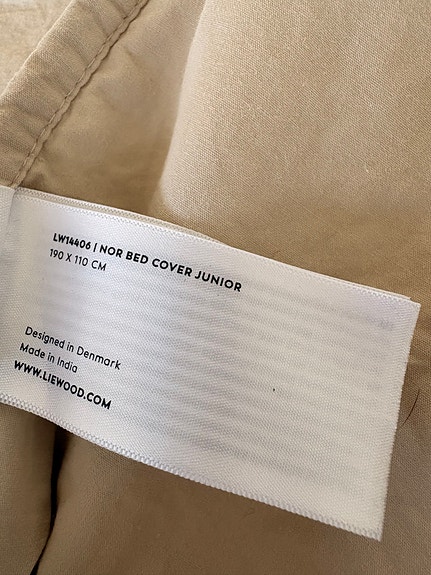 LW14406 | NOR BED COVER JUNIOR
190 X 110 CM
Designed in Denmark
Made in India
WWW.LIEWOOD.COM